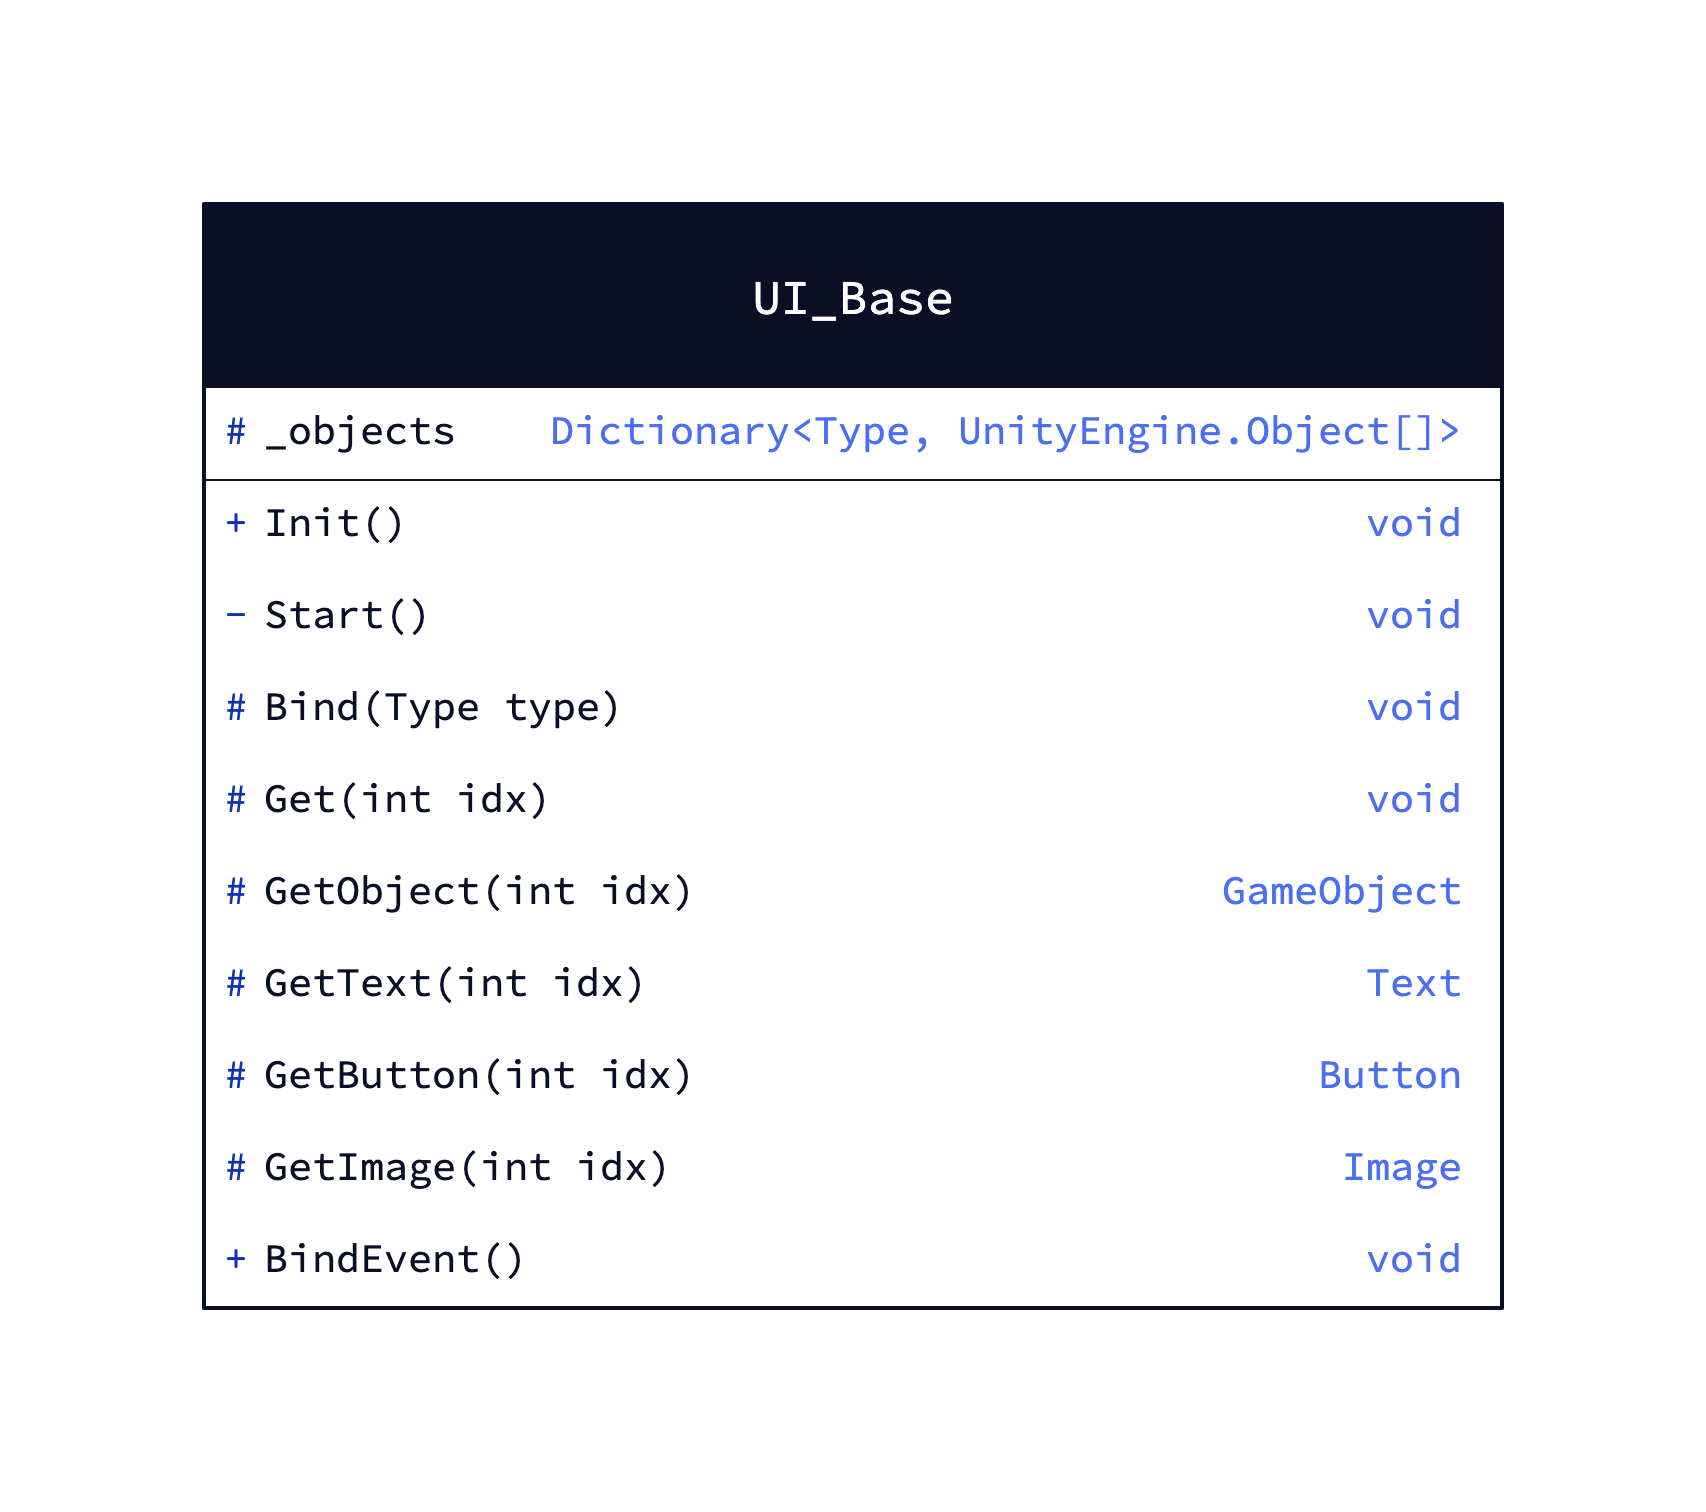 UI_Base
# _objects Dictionary<Type, UnityEngine.Object[]>
+ Init() void
- Start() void
# Bind(Type type) void
# Get(int idx) void
# GetObject(int idx) GameObject
# GetText(int idx) Text
# GetButton(int idx) Button
# GetImage(int idx) Image
+ BindEvent() void